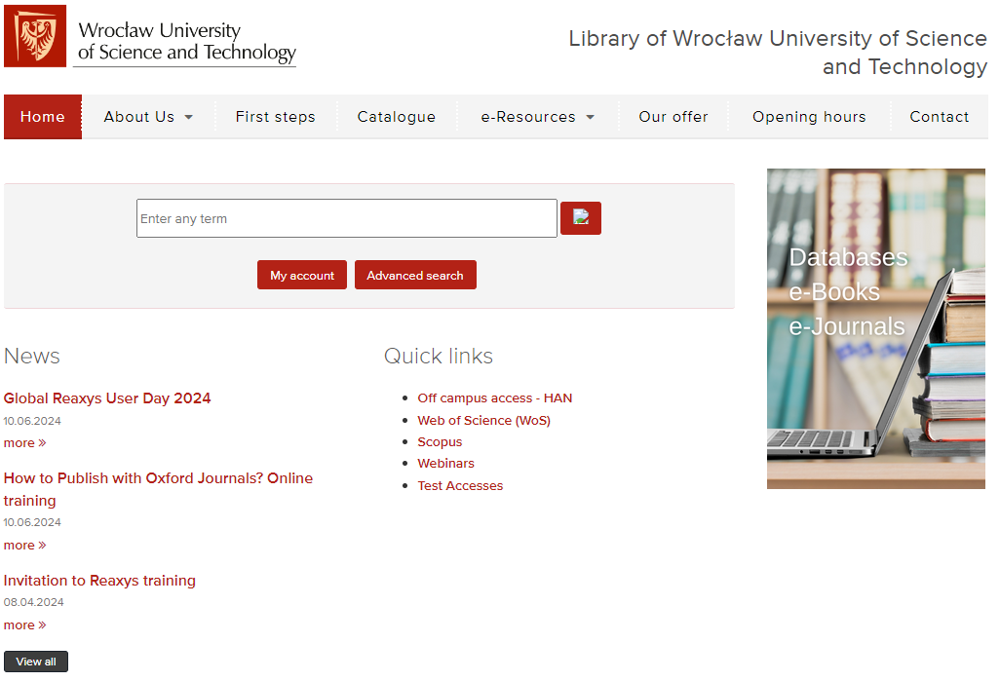 Wrocław University
of Science and Technology
Library of Wrocław University of Science
and Technology
Home
About Us
First steps
Catalogue
e-Resources
Our offer
Opening hours
Contact
Enter any term
My account
Advanced search
Databases
e-Books
e-Journals
News
Global Reaxys User Day 2024
10.06.2024
more »
How to Publish with Oxford Journals? Online
training
10.06.2024
more »
Invitation to Reaxys training
08.04.2024
more »
View all
Quick links
Off campus access - HAN
Web of Science (WoS)
Scopus
Webinars
Test Accesses